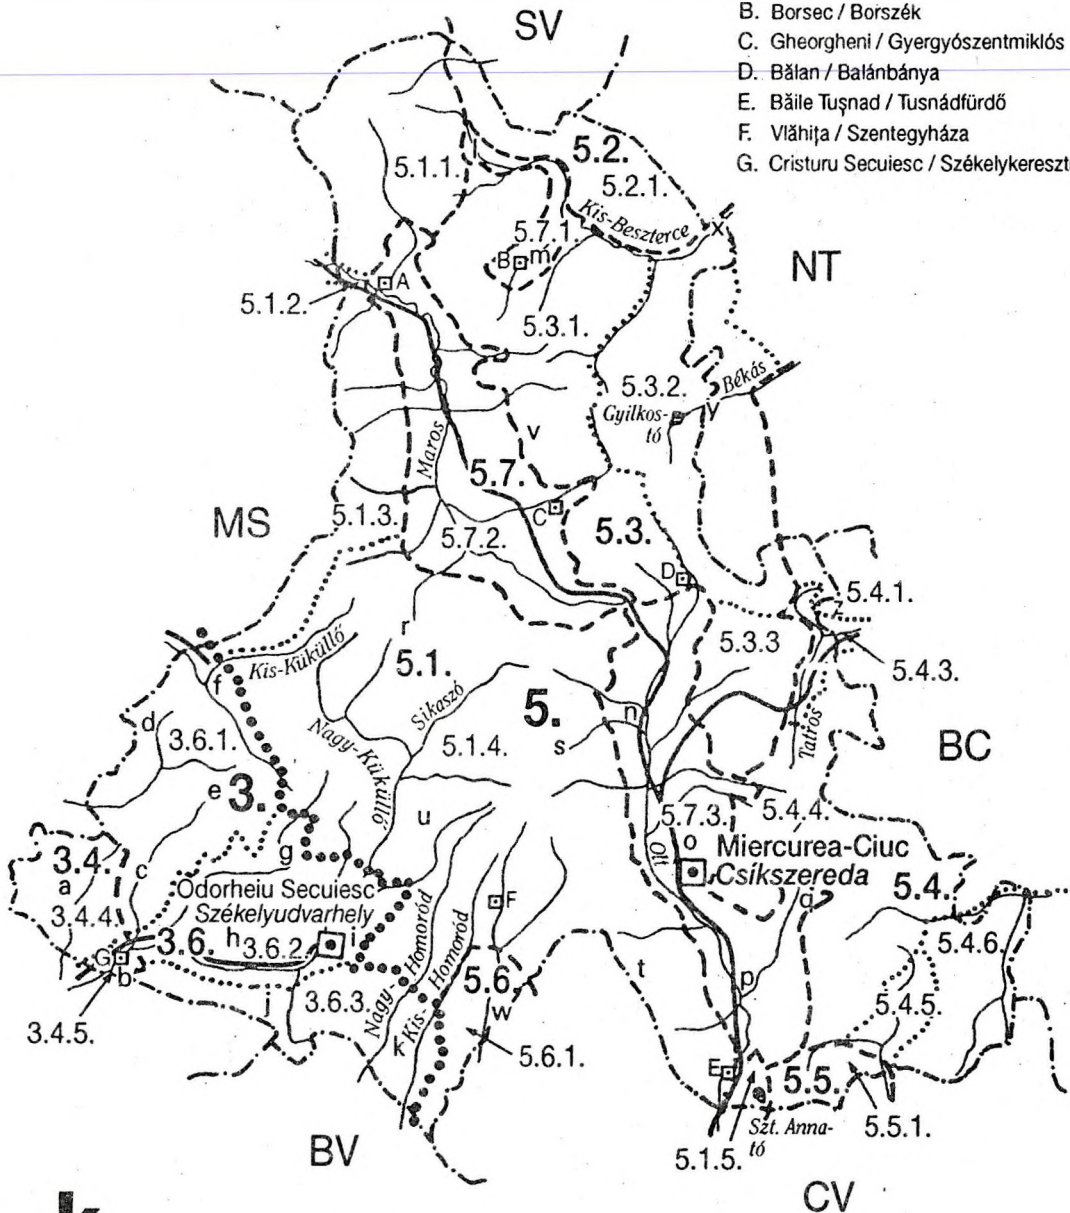 SV
B. Borsec / Borszék
C. Gheorgheni / Gyergyószentmiklós
D. Bălan / Balánbánya
E. Băile Tușnad / Tusnádfürdő
F. Vlăhița / Szentegyháza
G. Cristuru Secuiesc / Székelykereszt
5.2.
5.1.1.
l
5.2.1.
Kis-Beszterce
x
5.7.1.
B m
NT
A
5.1.2.
5.3.1.
5.3.2.
Békás
Gyilkos-
tó
y
v
Maros
5.7.
MS
5.1.3.
C
5.7.2.
5.3.
D
5.4.1.
z
r
5.3.3
Kis-Küküllő
5.1.
5.4.3.
f
Sikaszó
5.
n
d
3.6.1.
Nagy-Küküllő
5.1.4.
s
Tatros
BC
e
3.
u
5.7.3.
5.4.4.
g
o
Miercurea-Ciuc
Csíkszereda
Olt
3.4.
a
c
Odorheiu Secuiesc
Székelyudvarhely
5.4.
3.4.4.
F
q
3.6.
h
3.6.2.
i
5.4.6.
G
b
Nagy-
Homoród
Kis-
Homoród
5.6.
t
p
j
3.6.3.
w
5.4.5.
3.4.5.
k
5.6.1.
E
5.5.
Szt. Anna-
tó
5.5.1.
BV
5.1.5.
CV
k